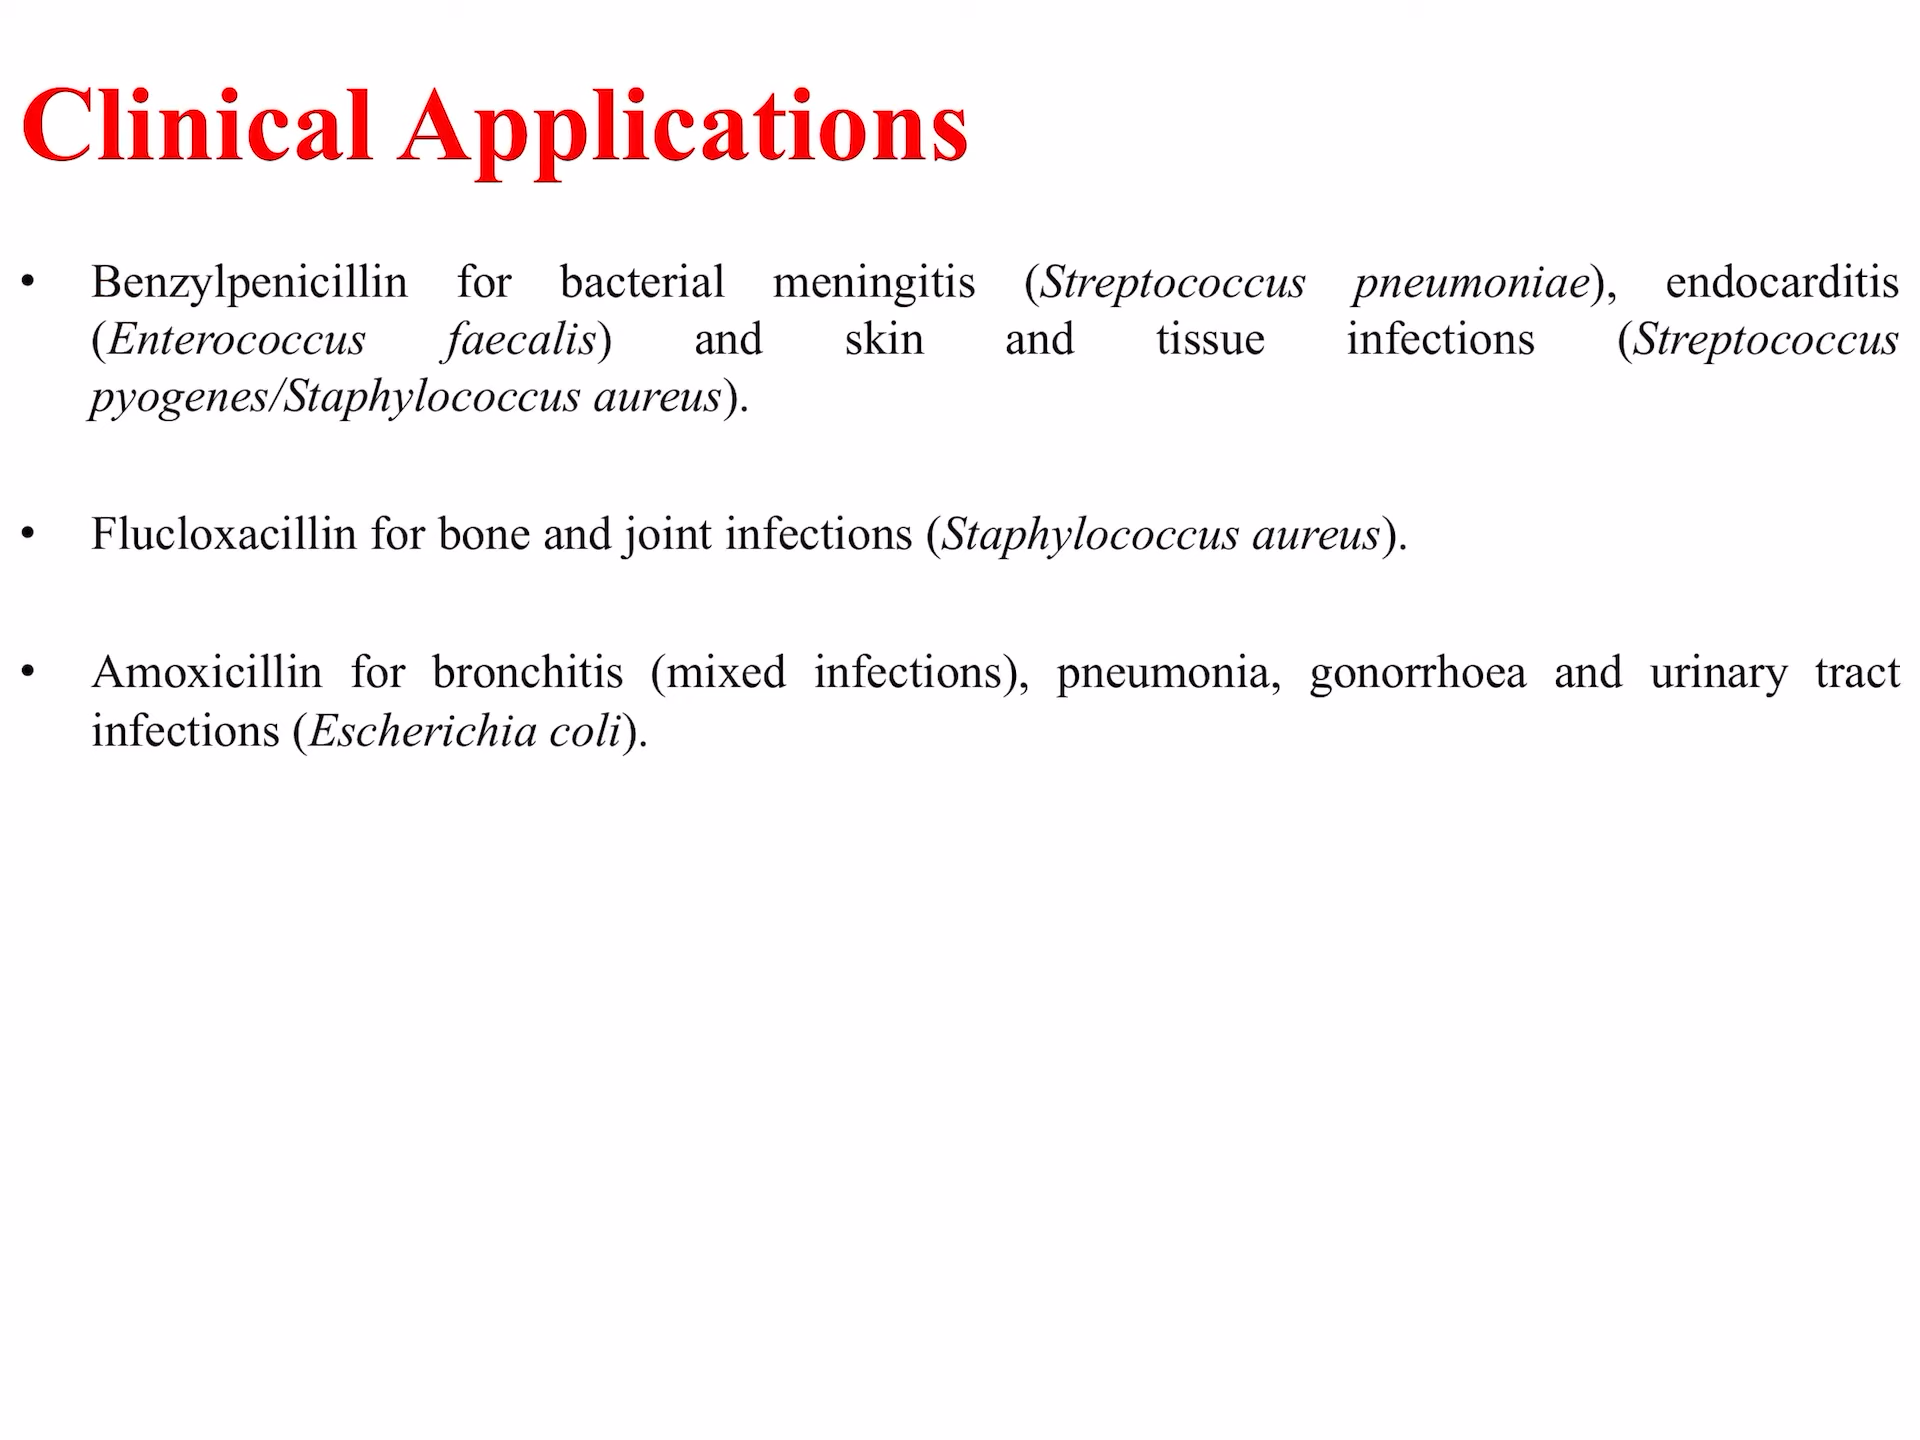 Clinical Applications
• Benzylpenicillin for bacterial meningitis (Streptococcus pneumoniae), endocarditis
(Enterococcus faecalis) and skin and tissue infections (Streptococcus
pyogenes/Staphylococcus aureus).
• Flucloxacillin for bone and joint infections (Staphylococcus aureus).
• Amoxicillin for bronchitis (mixed infections), pneumonia, gonorrhoea and urinary tract
infections (Escherichia coli).